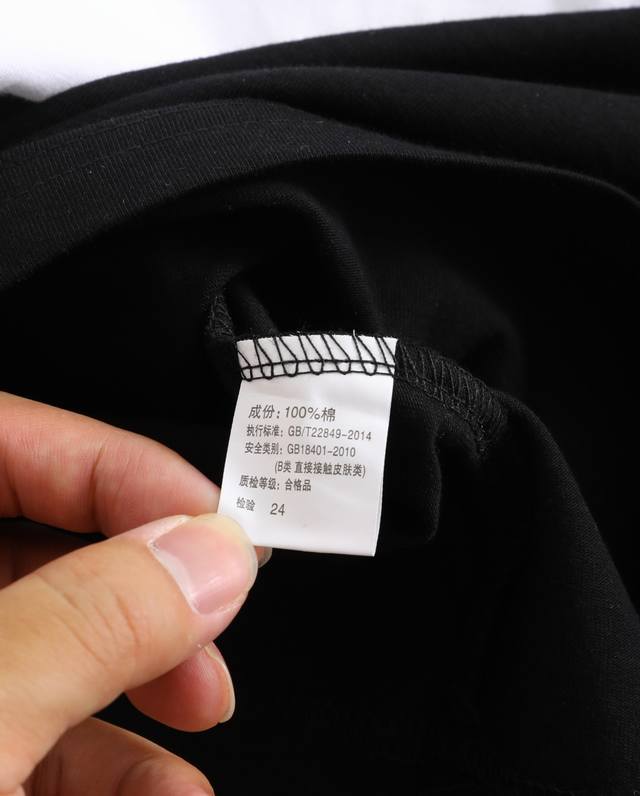 成份: 100%棉
执行标准: GB/T22849-2014
安全类别: GB18401-2010
(B类 直接接触皮肤类)
质检等级: 合格品
检验 24